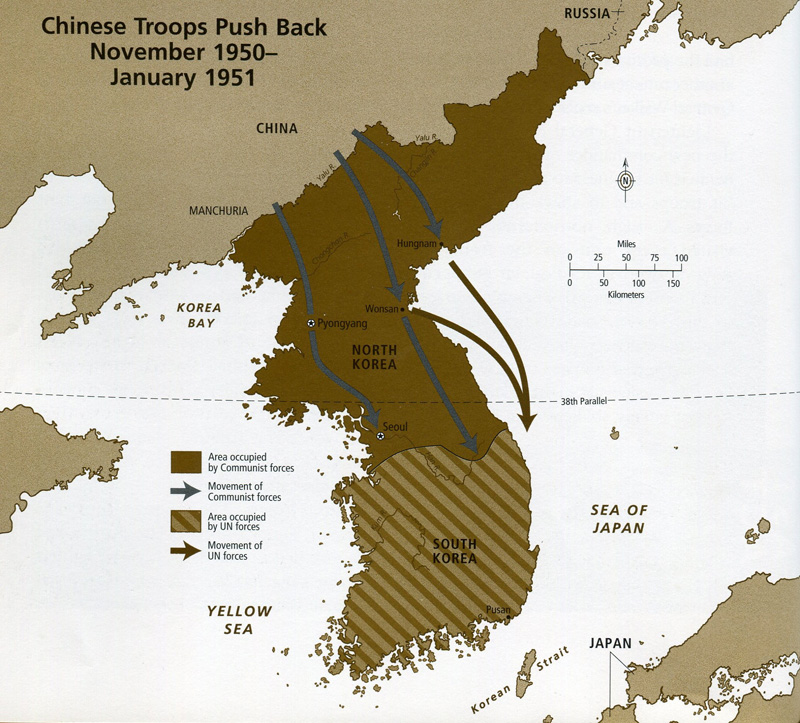 Chinese Troops Push Back
November 1950–
January 1951
RUSSIA
CHINA
Yalu R.
Yalu R.
MANCHURIA
N
Hungnam
Miles
0 25 50 75 100
0 50 100 150
Kilometers
KOREA
BAY
Wonsan
Pyongyang
NORTH
KOREA
38th Parallel
Seoul
Area occupied
by Communist forces
Movement of
Communist forces
Area occupied
by UN forces
Movement of
UN forces
SEA OF
JAPAN
SOUTH
KOREA
YELLOW
SEA
Pusan
JAPAN
Korean Strait